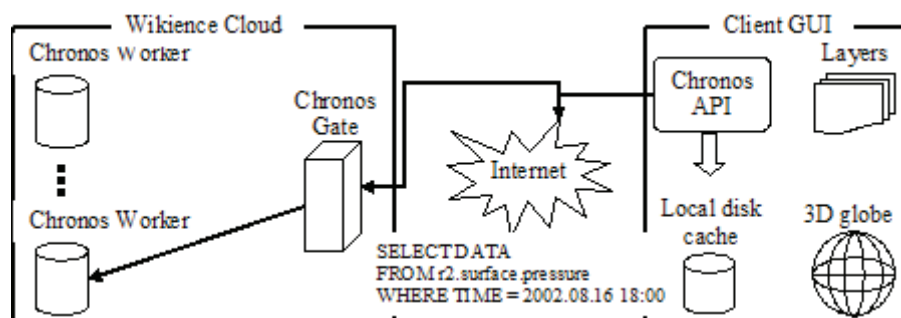 Wikience Cloud
Client GUI
Chronos Worker
Layers
Chronos
API
Chronos
Gate
Internet
Chronos Worker
Local disk
cache
3D globe
SELECT DATA
FROM r2.surface.pressure
WHERE TIME = 2002.08.16 18:00